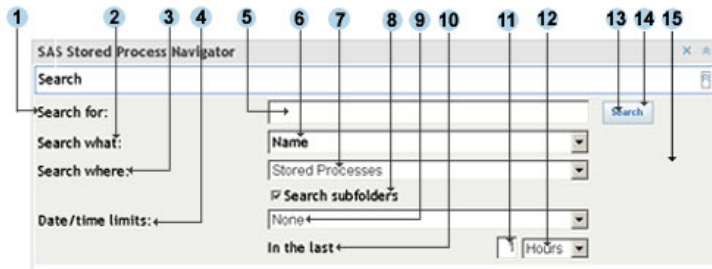 1 2 3 4 5 6 7 8 9 10 11 12 13 14 15
SAS Stored Process Navigator
Search
Search for: Search
Search what: Name
Search where: Stored Processes
Search subfolders
Date/time limits: None
In the last 1 Hours